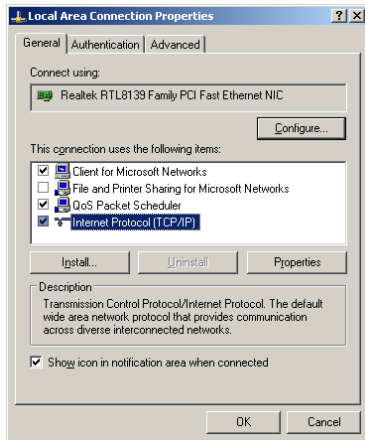 Local Area Connection Properties
General Authentication Advanced
Connect using:
Realtek RTL8139 Family PCI Fast Ethernet NIC
Configure...
This connection uses the following items:
Client for Microsoft Networks
File and Printer Sharing for Microsoft Networks
QoS Packet Scheduler
Internet Protocol (TCP/IP)
Install... Uninstall Properties
Description
Transmission Control Protocol/Internet Protocol. The default
wide area network protocol that provides communication
across diverse interconnected networks.
Show icon in notification area when connected
OK Cancel